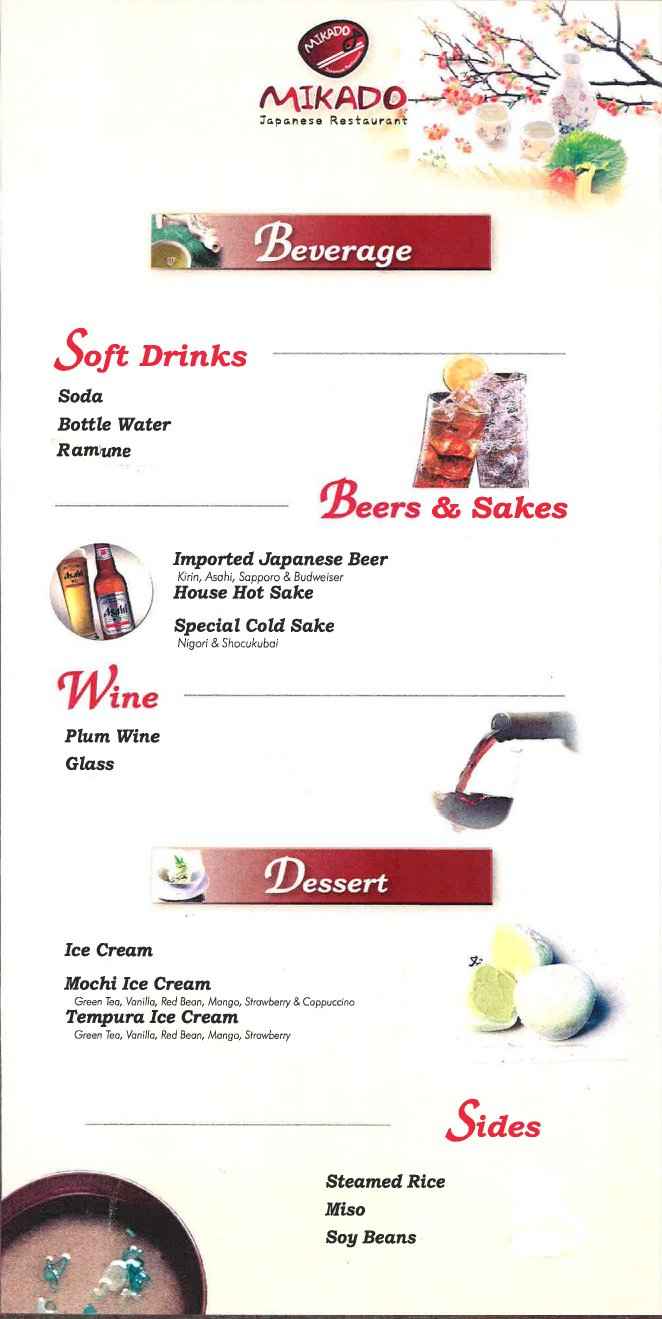 MIKADO
MIKADO
Japanese Restaurant
Beverage
Soft Drinks
Soda
Bottle Water
Ramune
Beers & Sakes
Imported Japanese Beer
Kirin, Asahi, Sapporo & Budweiser
House Hot Sake
Special Cold Sake
Nigori & Shocukubai
Asahi
Asahi
Wine
Plum Wine
Glass
Dessert
Ice Cream
Mochi Ice Cream
Green Tea, Vanilla, Red Bean, Mango, Strawberry & Cappuccino
Tempura Ice Cream
Green Tea, Vanilla, Red Bean, Mango, Strawberry
Sides
Steamed Rice
Miso
Soy Beans